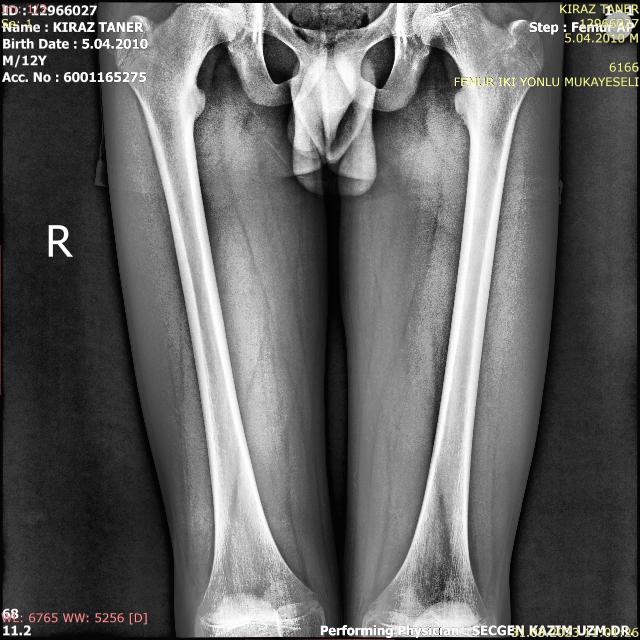 ID : 12966027
Name : KIRAZ TANER
Birth Date : 5.04.2010
M/12Y
Acc. No : 6001165275
KIRAZ TANER
Step : Femur AP
5.04.2010 M
6166
FEMUR IKI YONLU MUKAYESELI
R
68
WL: 6765 WW: 5256 [D]
11.2
Performing Physician: SECGEN KAZIM UZM.DR.